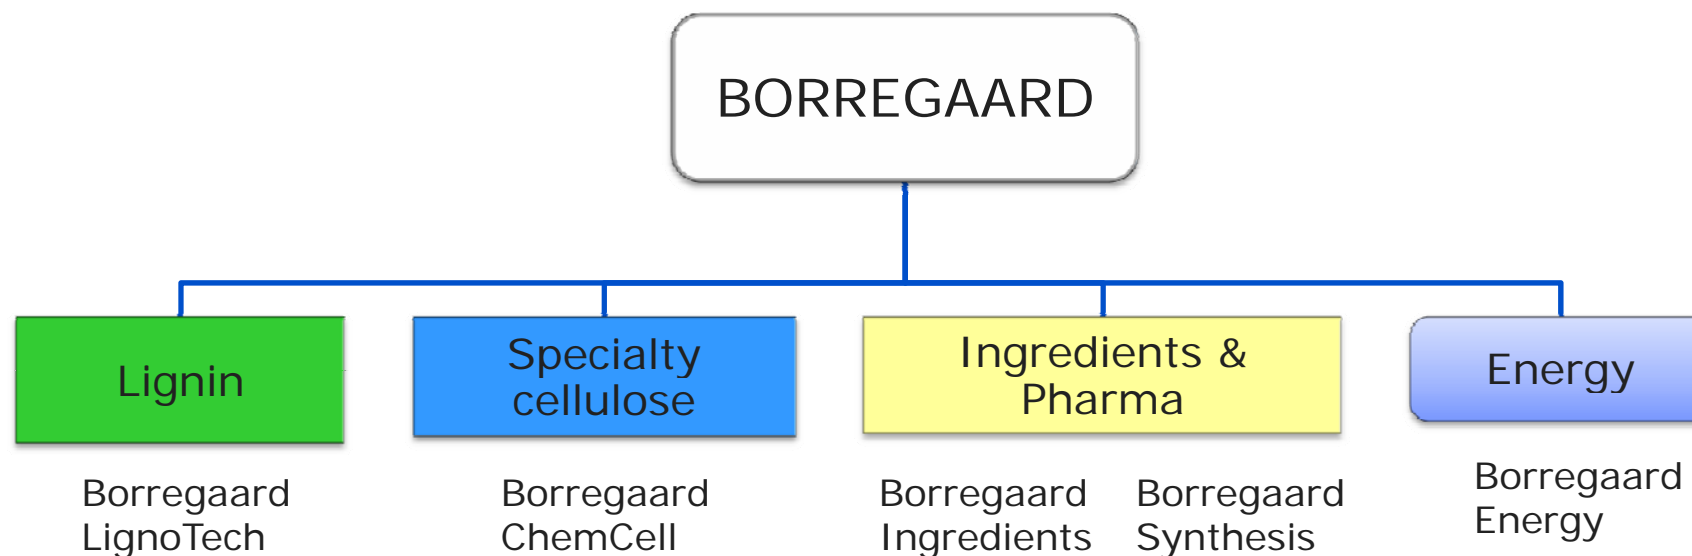 BORREGAARD
Lignin
Specialty
cellulose
Ingredients &
Pharma
Energy
Borregaard
LignoTech
Borregaard
ChemCell
Borregaard
Ingredients
Borregaard
Synthesis
Borregaard
Energy